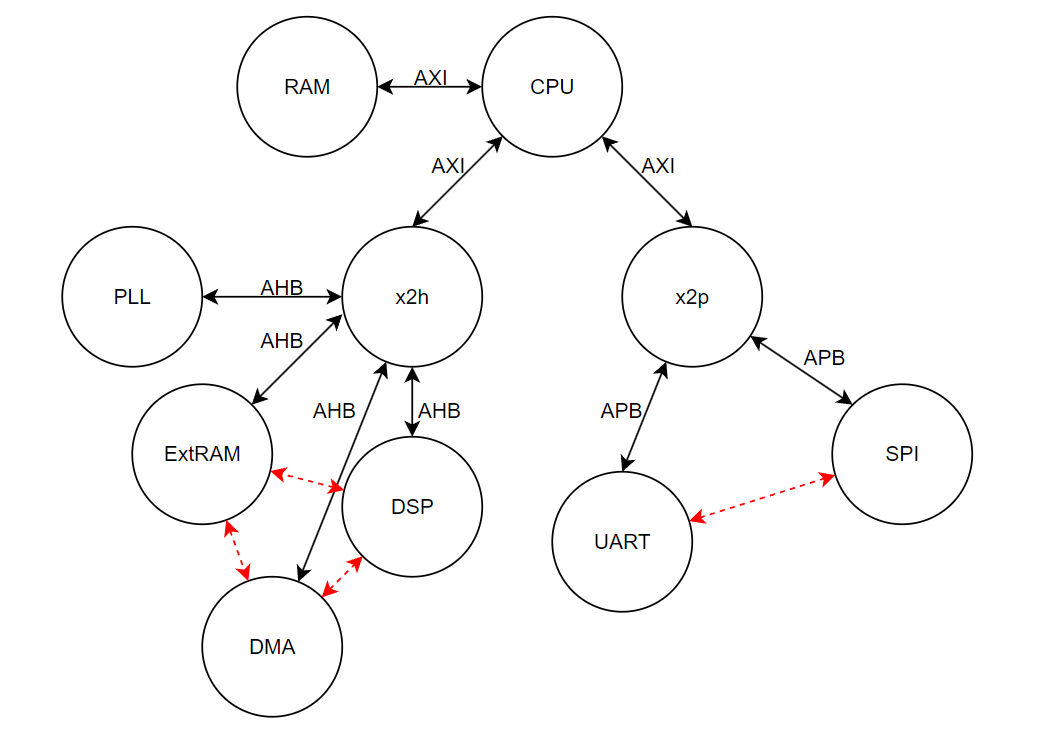 RAM
AXI
CPU
AXI
AXI
PLL
AHB
x2h
x2p
AHB
APB
AHB
AHB
APB
ExtRAM
SPI
DSP
UART
DMA